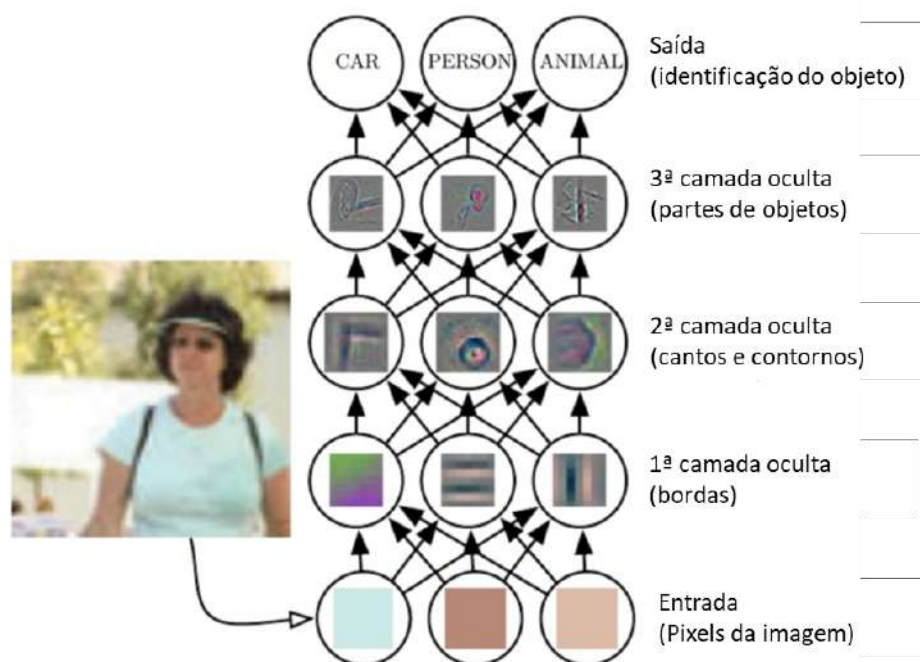 CAR PERSON ANIMAL
Saída
(identificação do objeto)
3ª camada oculta
(partes de objetos)
2ª camada oculta
(cantos e contornos)
1ª camada oculta
(bordas)
Entrada
(Pixels da imagem)